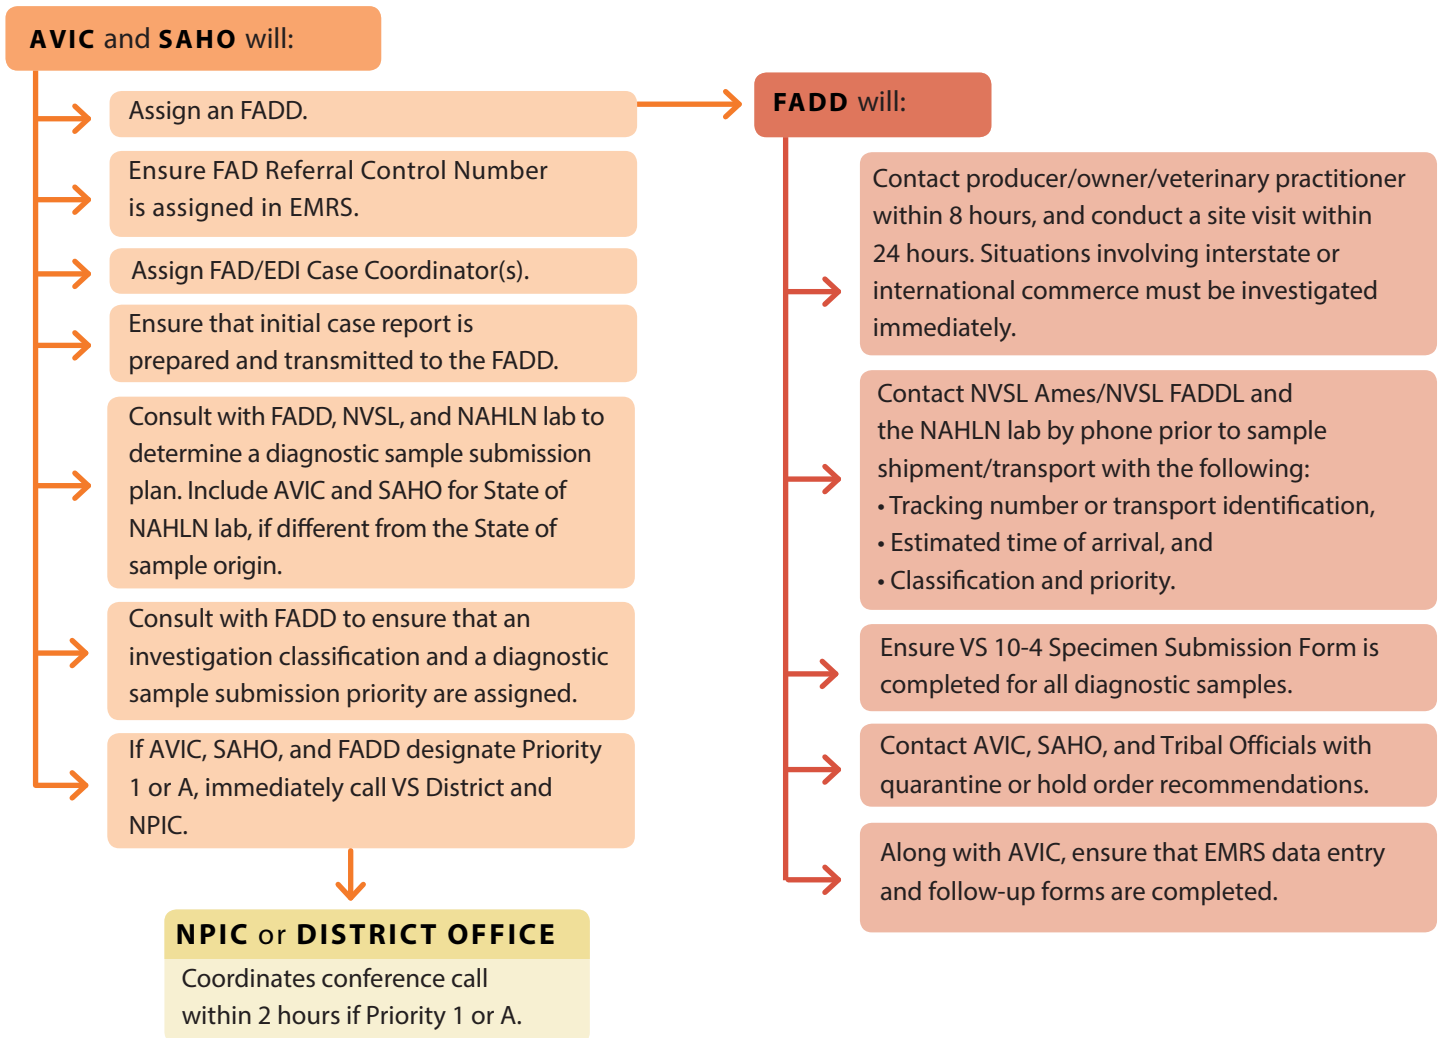 AVIC and SAHO will:
Assign an FADD.
Ensure FAD Referral Control Number
is assigned in EMRS.
Assign FAD/EDI Case Coordinator(s).
Ensure that initial case report is
prepared and transmitted to the FADD.
Consult with FADD, NVSL, and NAHLN lab to
determine a diagnostic sample submission
plan. Include AVIC and SAHO for State of
NAHLN lab, if different from the State of
sample origin.
Consult with FADD to ensure that an
investigation classification and a diagnostic
sample submission priority are assigned.
If AVIC, SAHO, and FADD designate Priority
1 or A, immediately call VS District and
NPIC.
NPIC or DISTRICT OFFICE
Coordinates conference call
within 2 hours if Priority 1 or A.
FADD will:
Contact producer/owner/veterinary practitioner
within 8 hours, and conduct a site visit within
24 hours. Situations involving interstate or
international commerce must be investigated
immediately.
Contact NVSL Ames/NVSL FADDL and
the NAHLN lab by phone prior to sample
shipment/transport with the following:
• Tracking number or transport identification,
• Estimated time of arrival, and
• Classification and priority.
Ensure VS 10-4 Specimen Submission Form is
completed for all diagnostic samples.
Contact AVIC, SAHO, and Tribal Officials with
quarantine or hold order recommendations.
Along with AVIC, ensure that EMRS data entry
and follow-up forms are completed.